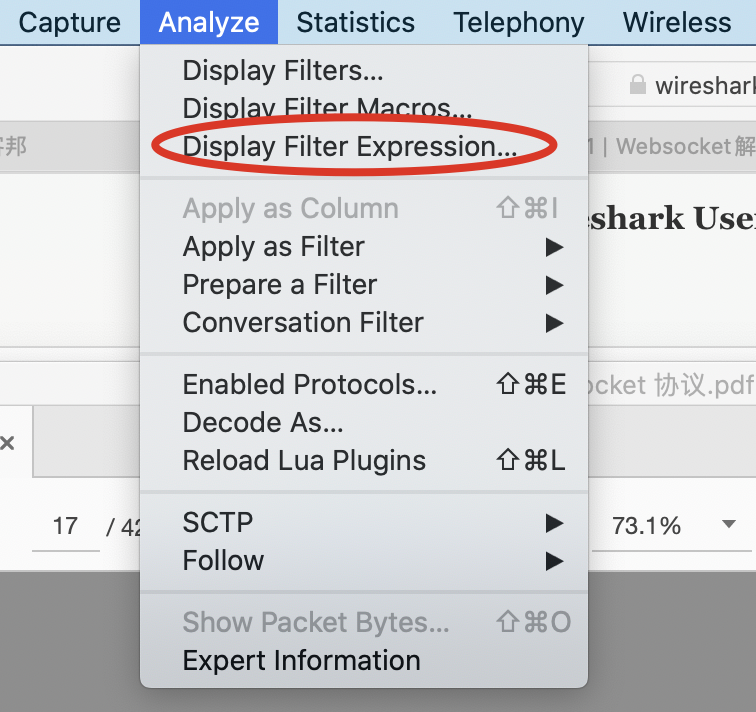 Capture Analyze Statistics Telephony Wireless
Display Filters...
wireshark
Display Filter Macros...
邦
Display Filter Expression...
1 | Websocket 解
Apply as Column ⇧⌘I
shark Use
Apply as Filter ▶
Prepare a Filter ▶
Conversation Filter ▶
Enabled Protocols... ⇧⌘E
ocket 协议.pdf
Decode As...
Reload Lua Plugins ⇧⌘L
17 / 42
SCTP ▶
73.1%
Follow ▶
Show Packet Bytes... ⇧⌘O
Expert Information